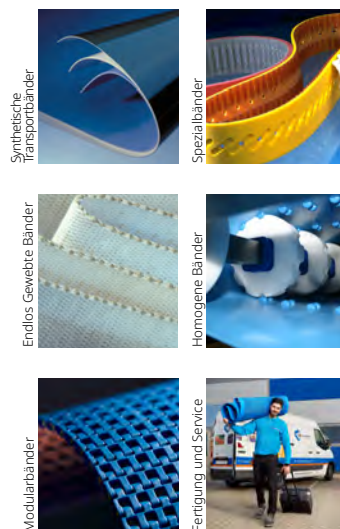 Synthetische
Transportbänder
Spezialbänder
Endlos Gewebte Bänder
Homogene Bänder
Modularbänder
Fertigung und Service